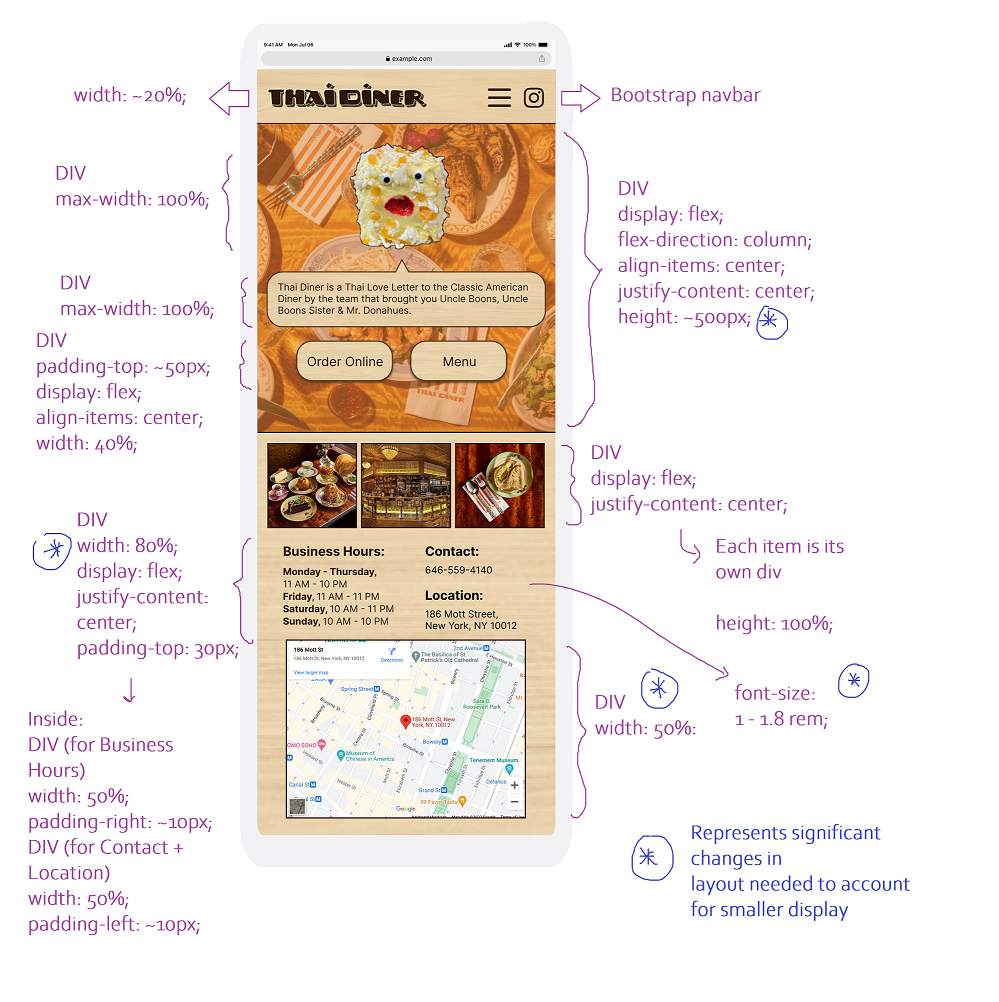 9:41 AM Mon Jul 06
100%
example.com
width: ~20%;
THAI DINER
Bootstrap navbar
DIV
max-width: 100%;
DIV
display: flex;
flex-direction: column;
align-items: center;
justify-content: center;
height: ~500px;
DIV
max-width: 100%;
Thai Diner is a Thai Love Letter to the Classic American
Diner by the team that brought you Uncle Boons, Uncle
Boons Sister & Mr. Donahues.
DIV
padding-top: ~50px;
display: flex;
align-items: center;
width: 40%;
Order Online
Menu
THAI DINER
DIV
display: flex;
justify-content: center;
Each item is its
own div
height: 100%;
DIV
width: 80%;
display: flex;
justify-content:
center;
padding-top: 30px;
Business Hours:
Monday - Thursday,
11 AM - 10 PM
Friday, 11 AM - 11 PM
Saturday, 10 AM - 11 PM
Sunday, 10 AM - 10 PM
Contact:
646-559-4140
Location:
186 Mott Street,
New York, NY 10012
font-size:
1 - 1.8 rem;
186 Mott St
186 Mott St, New York, NY 10012
Directions
View larger map
2nd Avenue
The Basilica of St.
Patrick's Old Cathedral
Spring Street
Sara D
Roosevelt Park
186 Mott St, New
York, NY 10012
OMO SOHO
Bowery
Museum of
Chinese in America
Tenement Museum
Canal St
Grand St
Delance
99 Favor Taste
Google
DIV
width: 50%:
Inside:
DIV (for Business
Hours)
width: 50%;
padding-right: ~10px;
DIV (for Contact +
Location)
width: 50%;
padding-left: ~10px;
Represents significant
changes in
layout needed to account
for smaller display